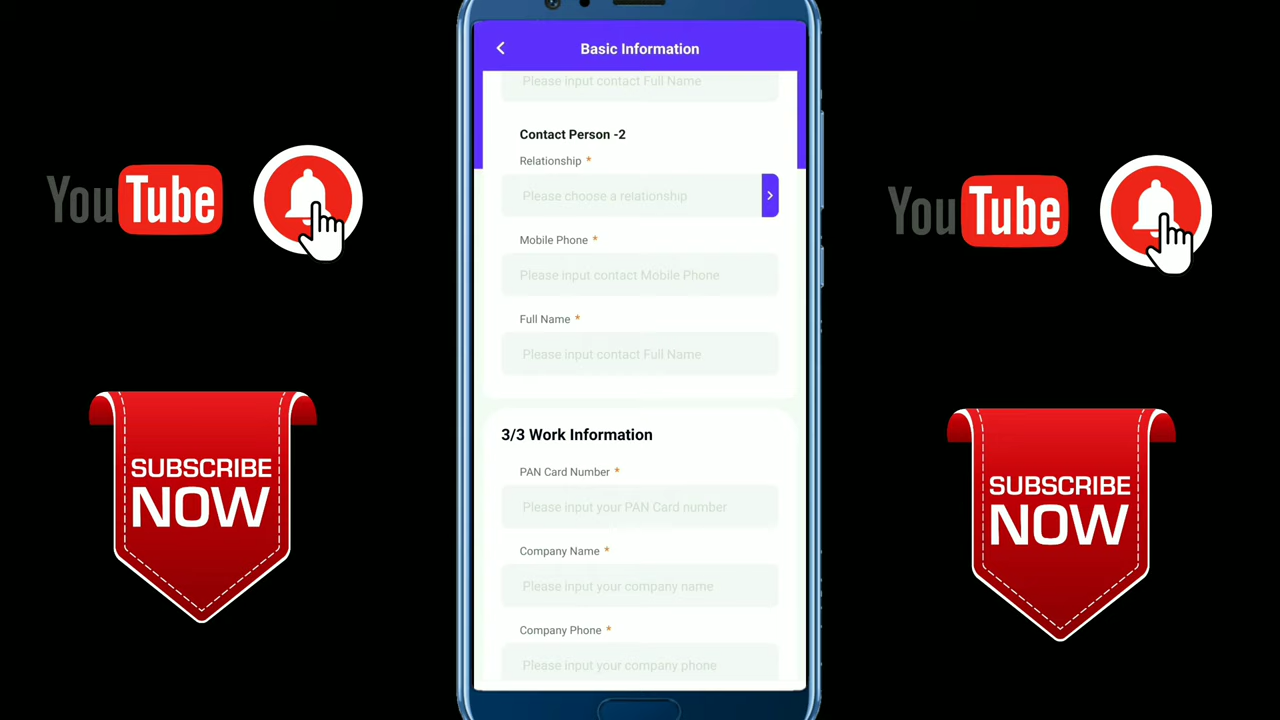 Basic Information
Please input contact Full Name
Contact Person -2
Relationship *
Please choose a relationship
Mobile Phone *
Please input contact Mobile Phone
Full Name *
Please input contact Full Name
3/3 Work Information
PAN Card Number *
Please input your PAN Card number
Company Name *
Please input your company name
Company Phone *
Please input your company phone
YouTube
SUBSCRIBE
NOW
YouTube
SUBSCRIBE
NOW